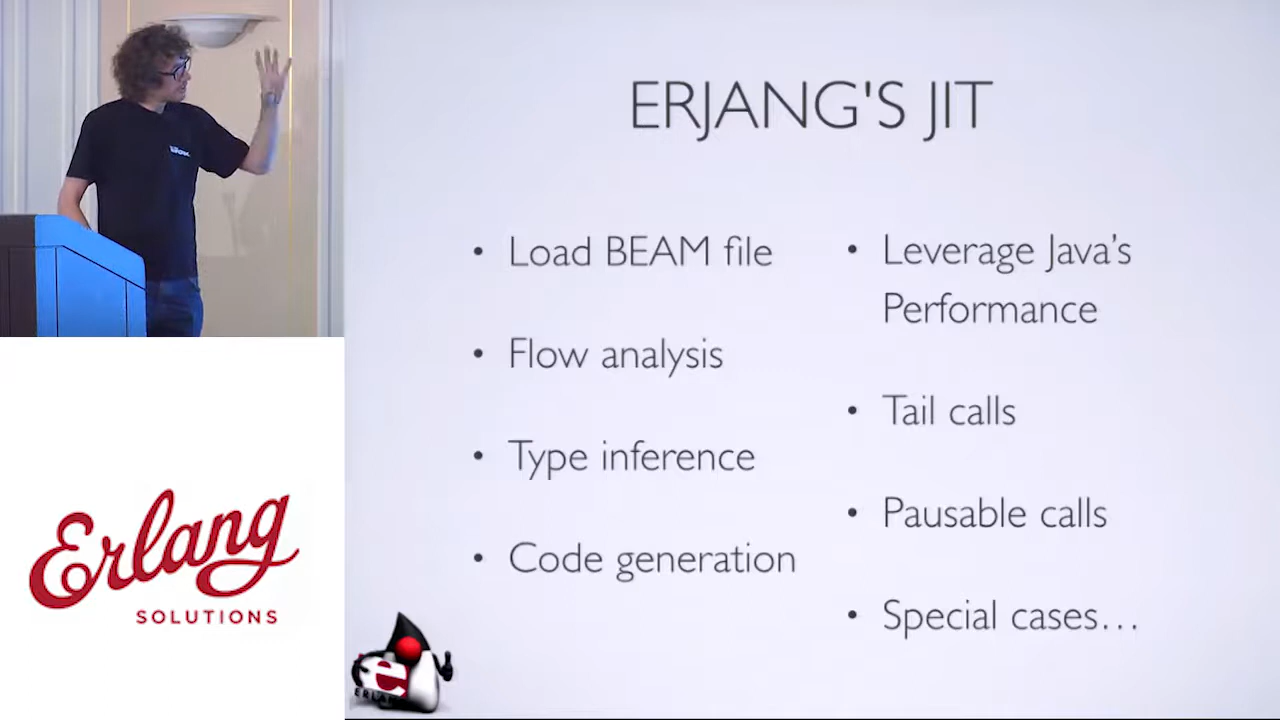 ERJANG'S JIT
• Load BEAM file
• Flow analysis
• Type inference
• Code generation
• Leverage Java's
Performance
• Tail calls
• Pausable calls
• Special cases...
Erlang
SOLUTIONS
e